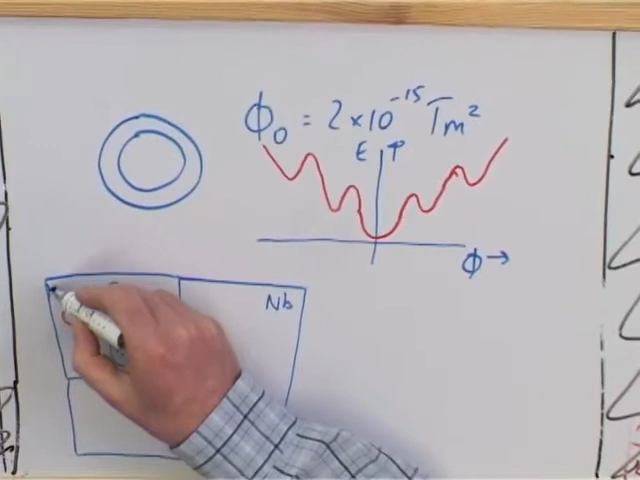 ϕ₀ = 2×10⁻¹⁵ Tm²
E ↑
ϕ →
Nb